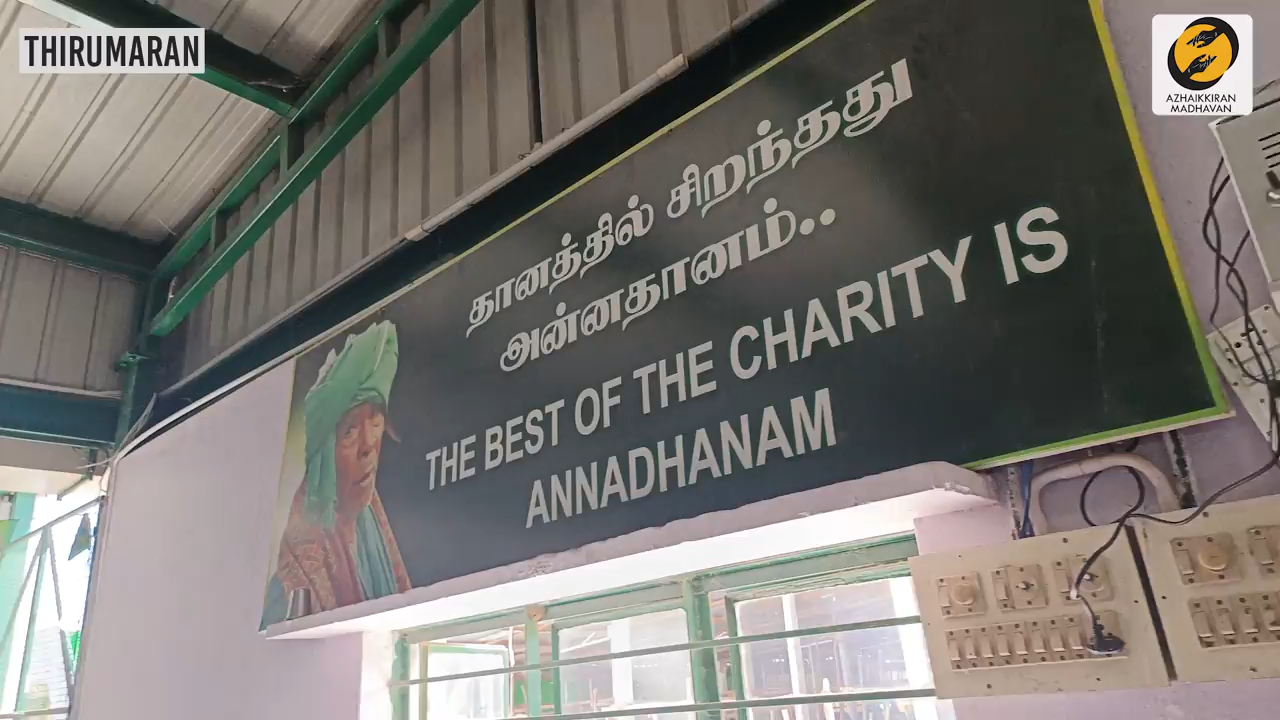 THIRUMARAN
AZHAIKKIRAN
MADHAVAN
தானத்தில் சிறந்தது
அன்னதானம்..
THE BEST OF THE CHARITY IS
ANNADHANAM